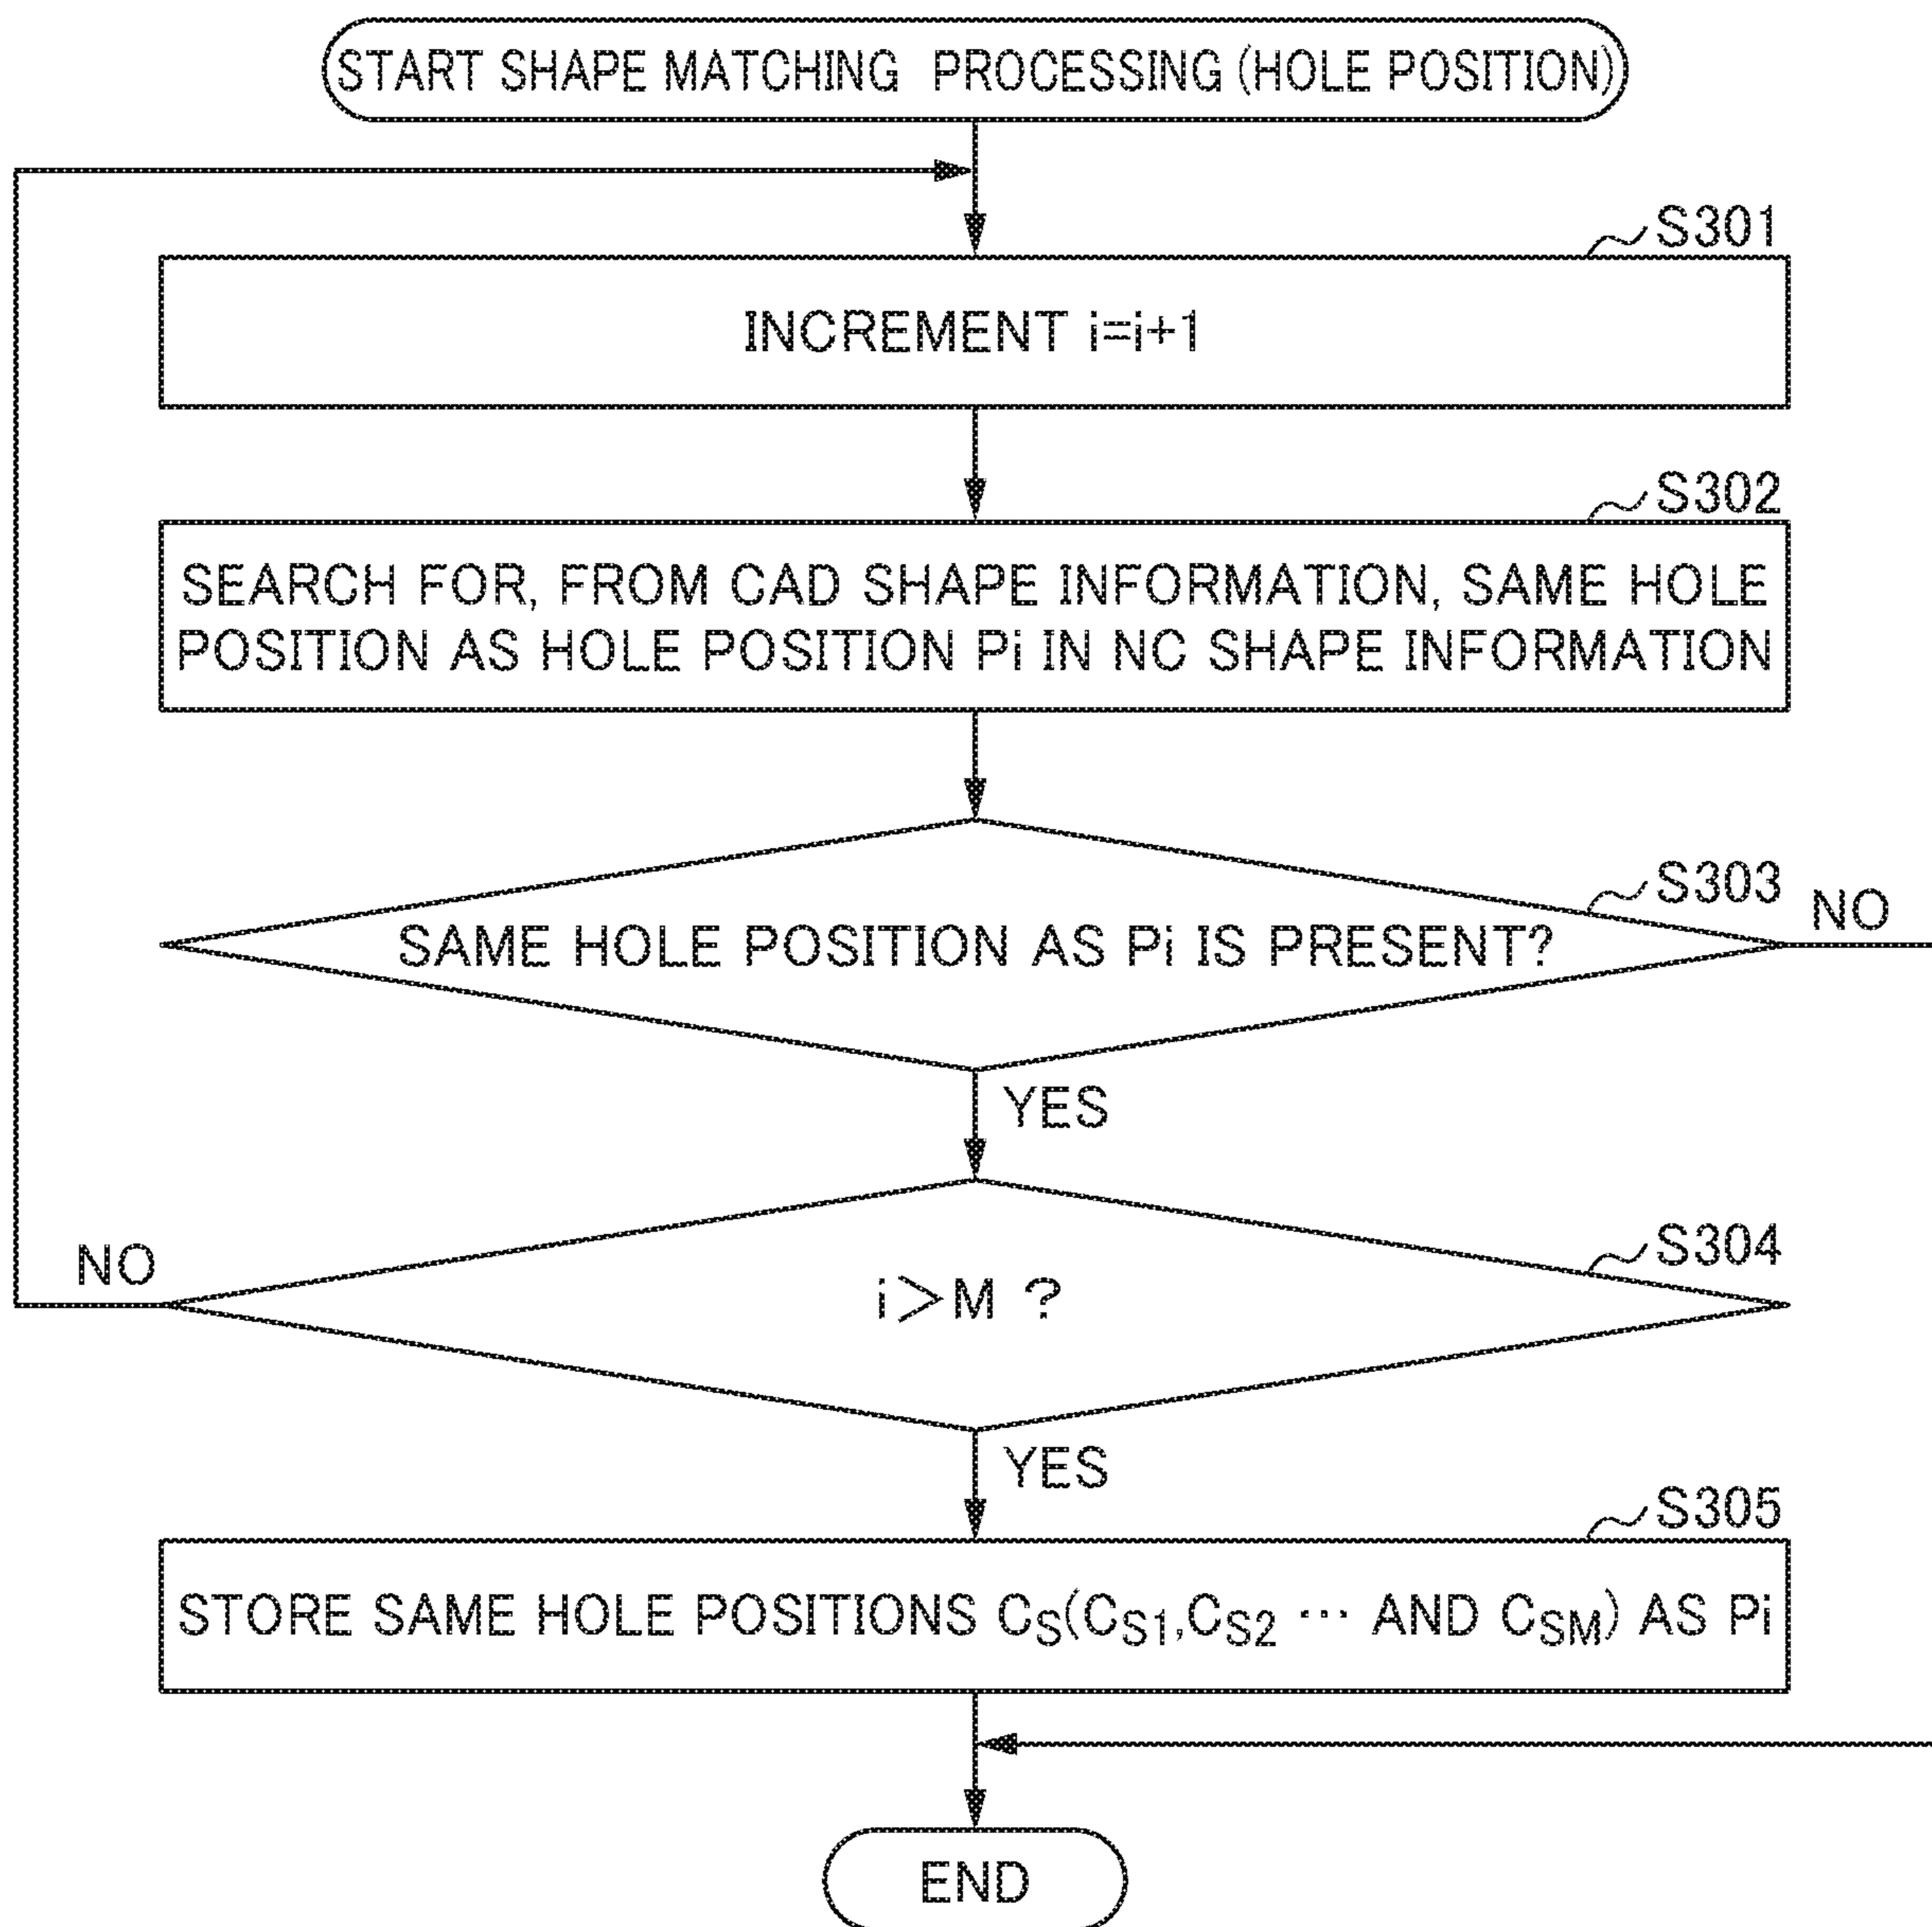 START SHAPE MATCHING PROCESSING (HOLE POSITION)
S301
INCREMENT i=i+1
S302
SEARCH FOR, FROM CAD SHAPE INFORMATION, SAME HOLE
POSITION AS HOLE POSITION Pi IN NC SHAPE INFORMATION
S303
NO
SAME HOLE POSITION AS Pi IS PRESENT?
YES
S304
NO
i>M ?
YES
S305
STORE SAME HOLE POSITIONS CS(CS1,CS2 ··· AND CSM) AS Pi
END